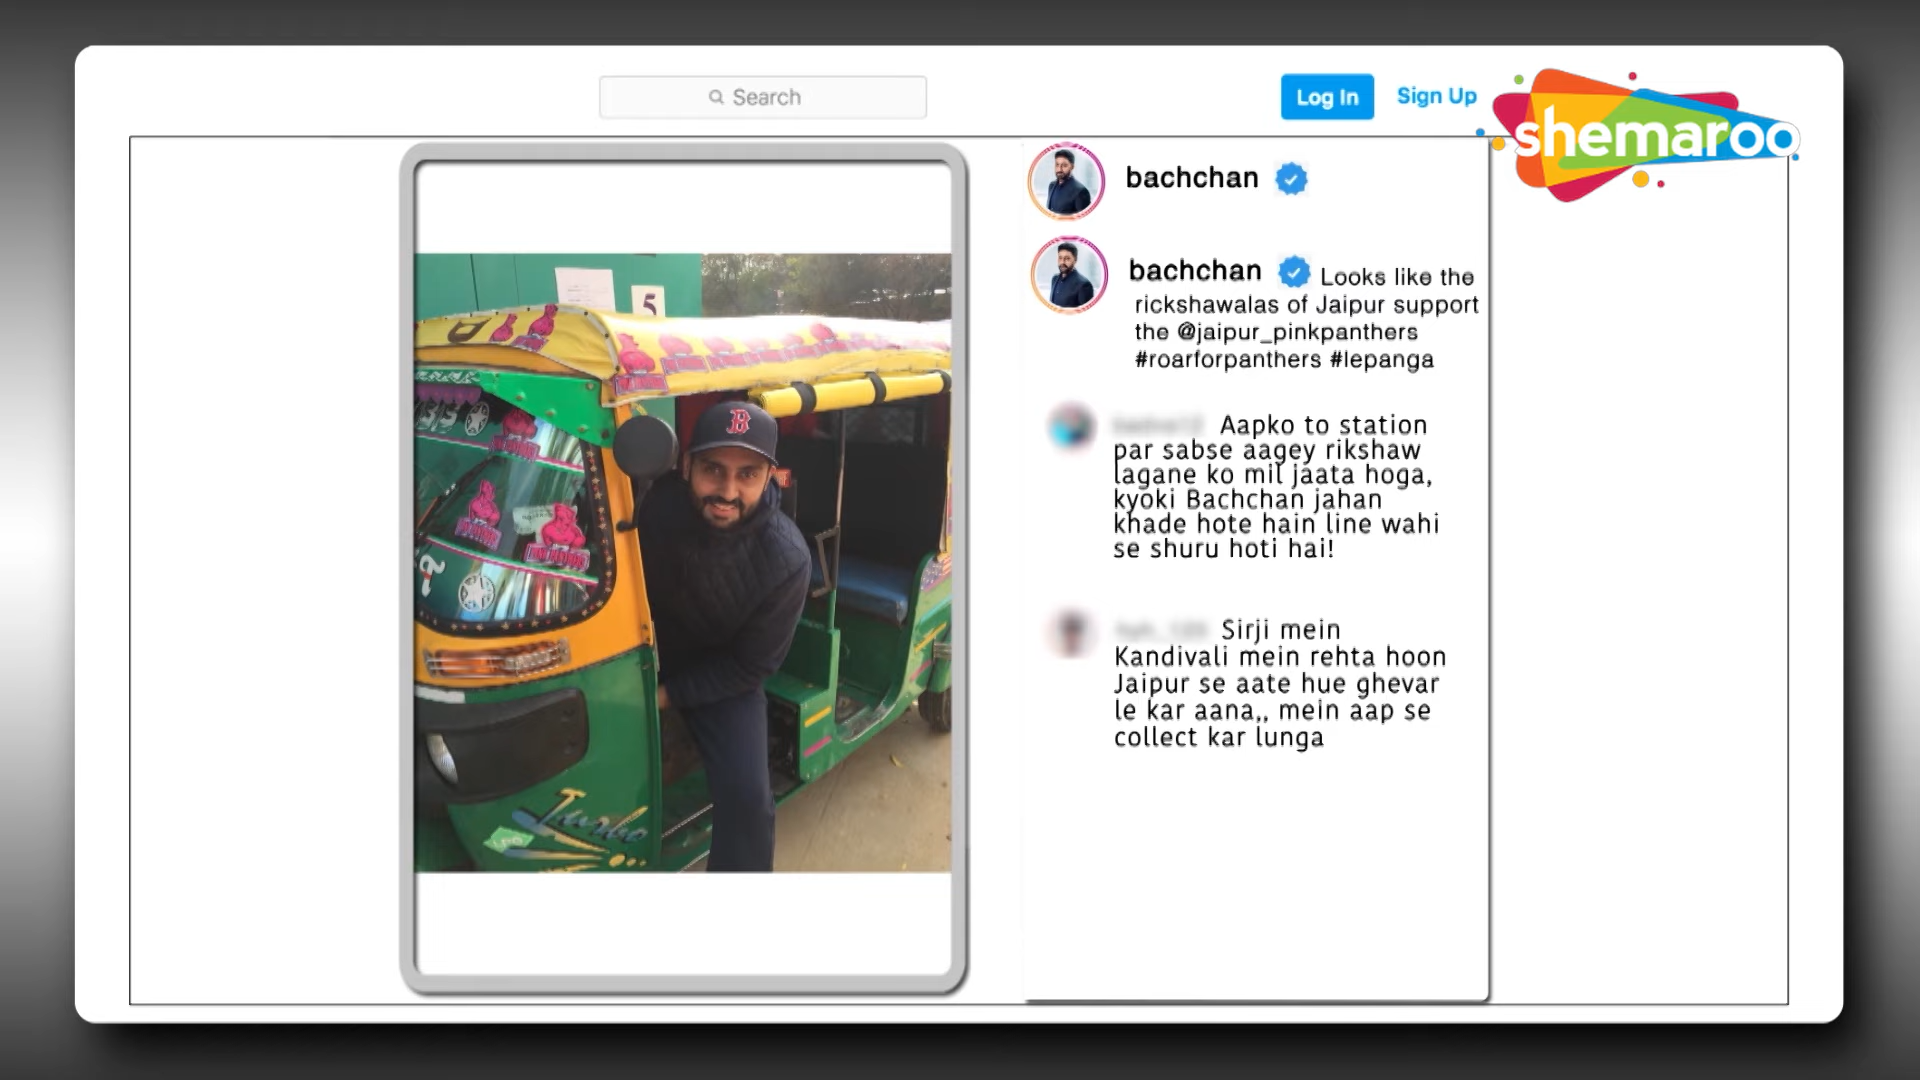 Search
Log In
Sign Up
shemaroo
bachchan
bachchan Looks like the
rickshawalas of Jaipur support
the @jaipur_pinkpanthers
#roarforpanthers #lepanga
Aapko to station
par sabse aagey rikshaw
lagane ko mil jaata hoga,
kyoki Bachchan jahan
khade hote hain line wahi
se shuru hoti hai!
Sirji mein
Kandivali mein rehta hoon
Jaipur se aate hue ghevar
le kar aana,, mein aap se
collect kar lunga
5
B
Turbo